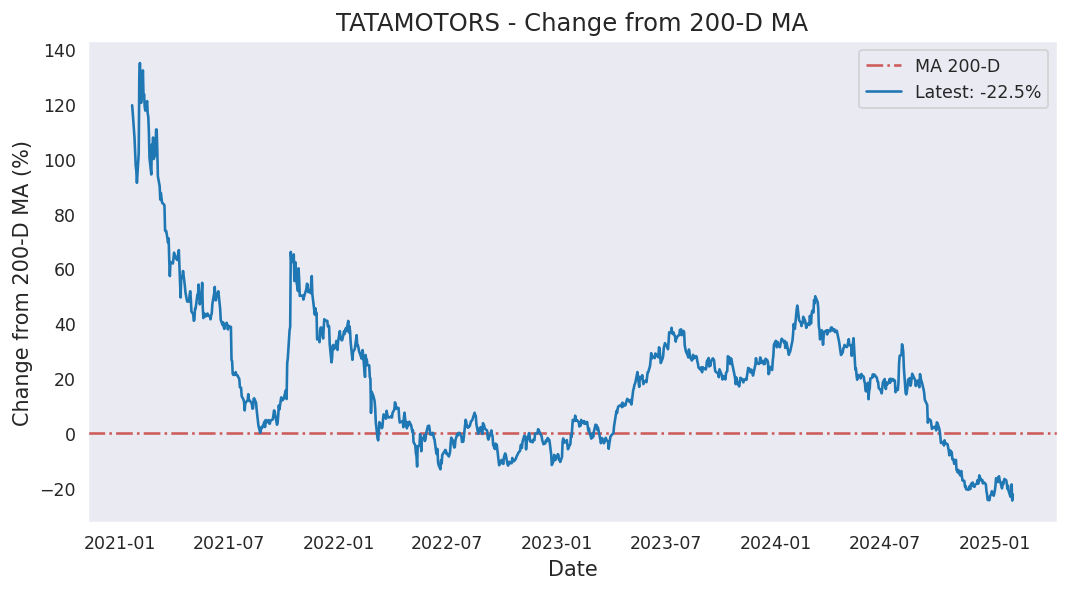 TATAMOTORS - Change from 200-D MA
MA 200-D
Latest: -22.5%
Change from 200-D MA (%)
140
120
100
80
60
40
20
0
−20
2021-01 2021-07 2022-01 2022-07 2023-01 2023-07 2024-01 2024-07 2025-01
Date